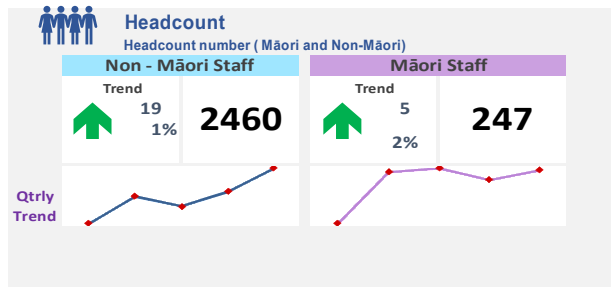 Headcount
Headcount number ( Māori and Non-Māori)
Non - Māori Staff
Trend
19
1%
2460
Māori Staff
Trend
5
2%
247
Qtrly
Trend